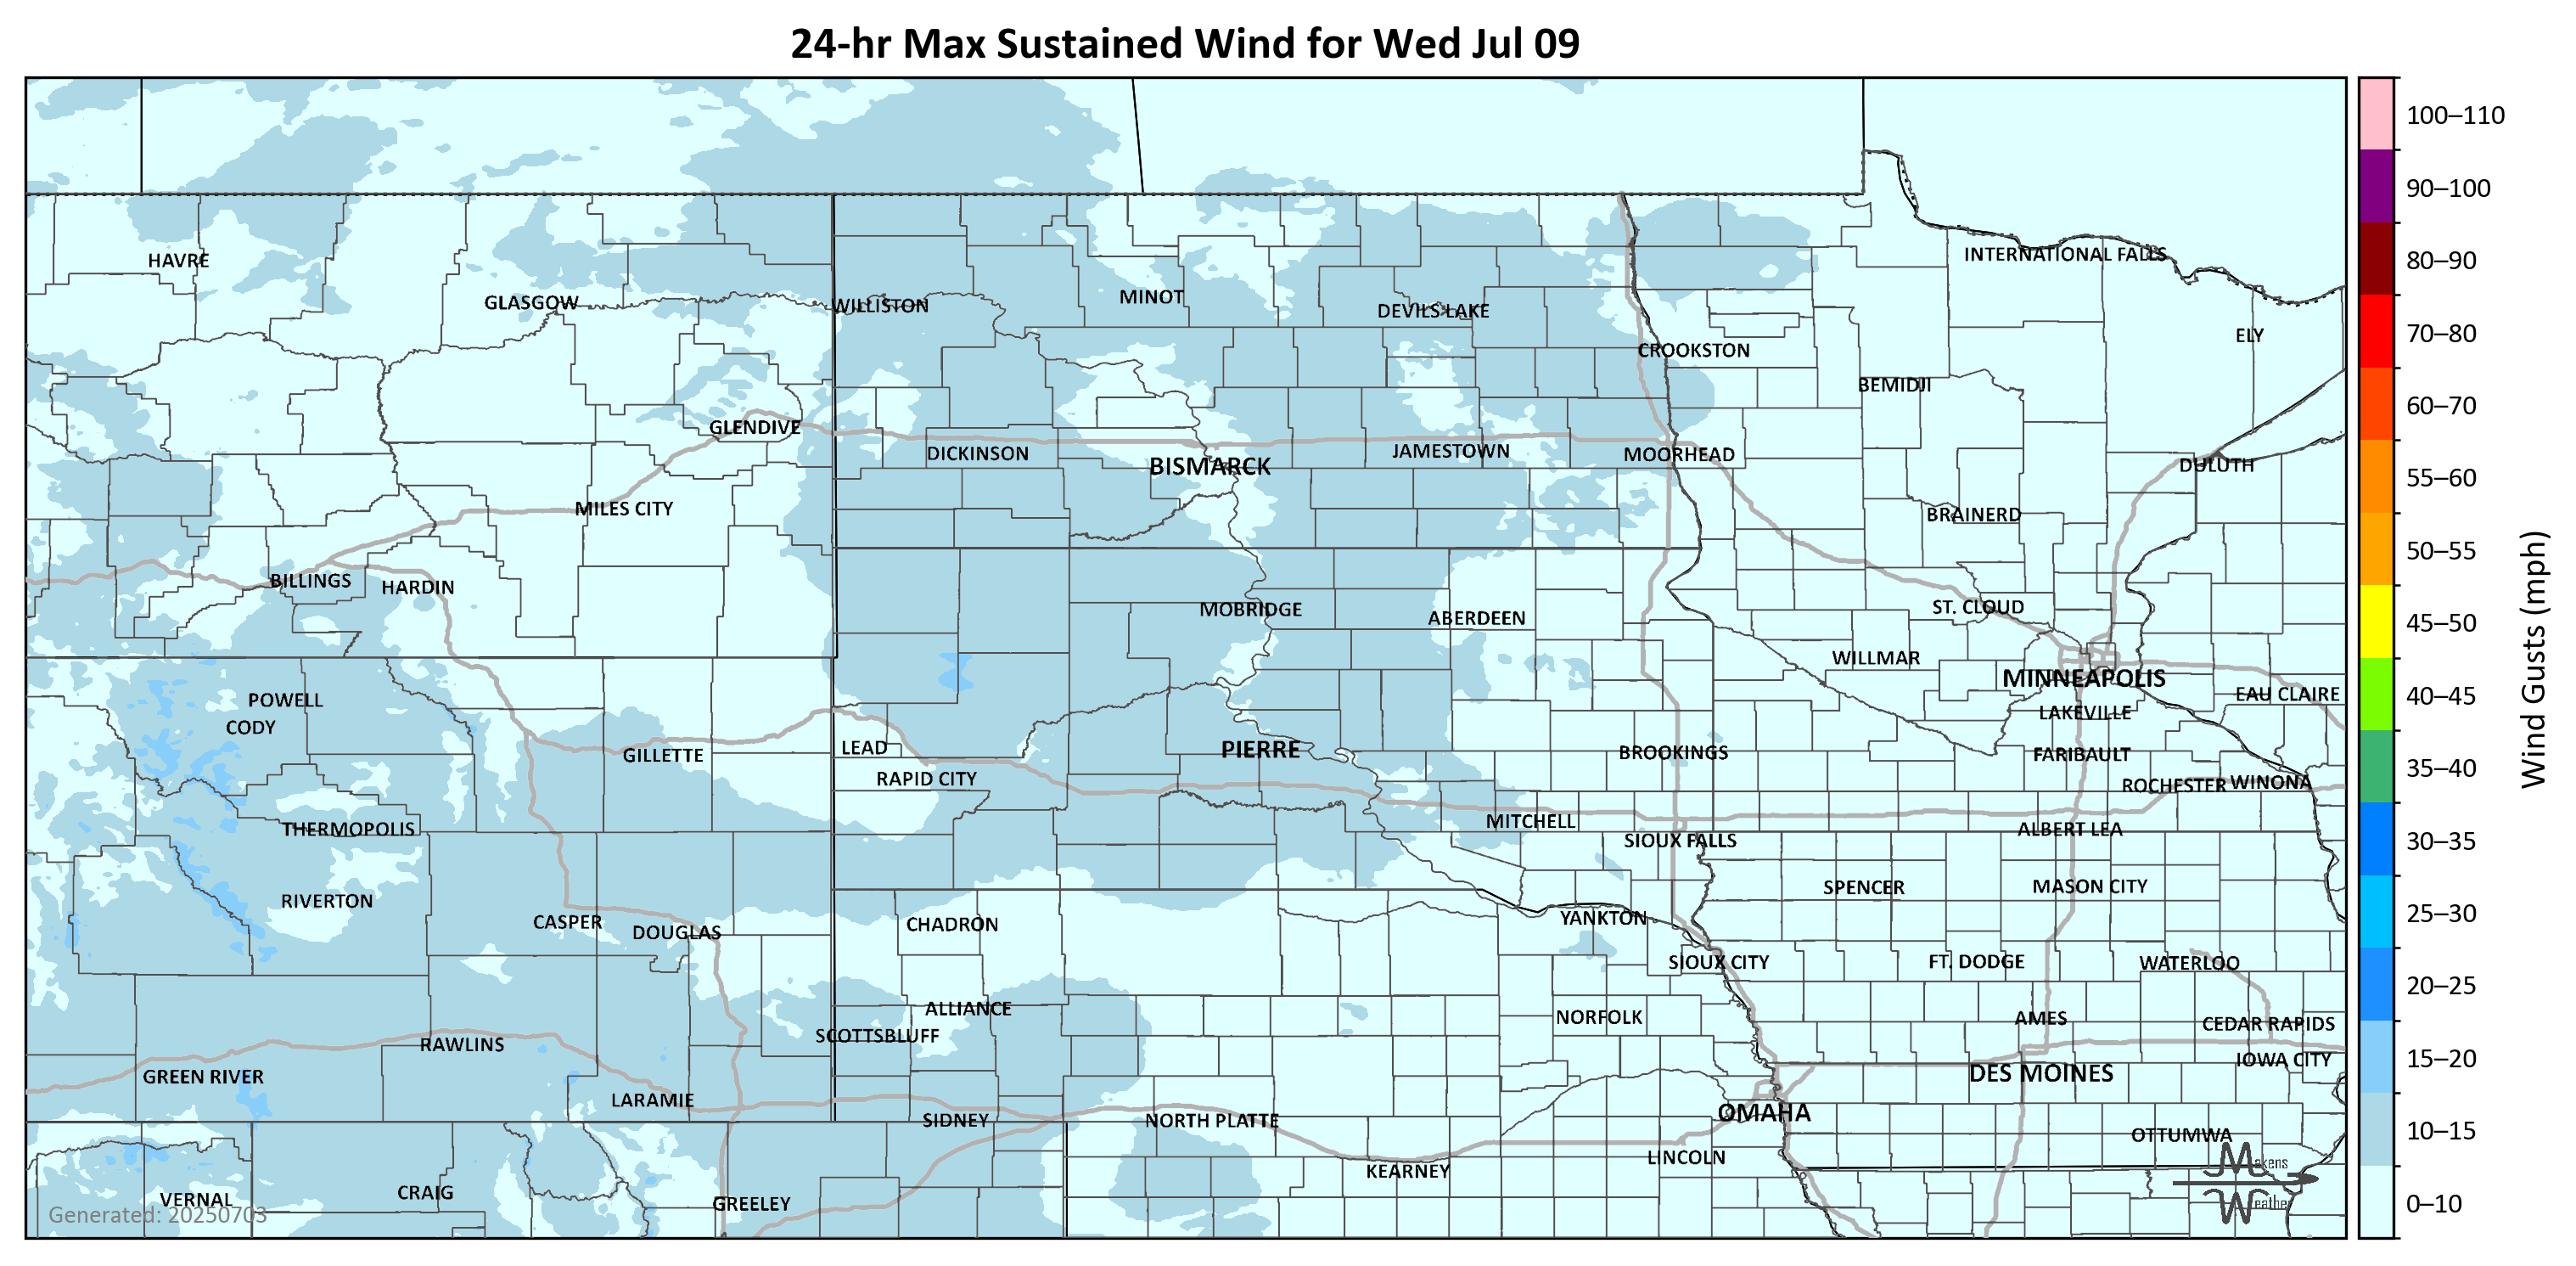 24-hr Max Sustained Wind for Wed Jul 09
100–110
90–100
80–90
70–80
60–70
55–60
50–55
45–50
40–45
35–40
30–35
25–30
20–25
15–20
10–15
0–10
Wind Gusts (mph)
INTERNATIONAL FALLS
HAVRE
GLASGOW
WILLISTON
MINOT
DEVILS LAKE
ELY
CROOKSTON
BEMIDJI
GLENDIVE
DICKINSON
BISMARCK
JAMESTOWN
MOORHEAD
DULUTH
MILES CITY
BRAINERD
BILLINGS
HARDIN
MOBRIDGE
ABERDEEN
ST. CLOUD
WILLMAR
MINNEAPOLIS
EAU CLAIRE
POWELL
CODY
LAKEVILLE
GILLETTE
LEAD
PIERRE
BROOKINGS
FARIBAULT
RAPID CITY
ROCHESTER
WINONA
THERMOPOLIS
MITCHELL
SIOUX FALLS
ALBERT LEA
RIVERTON
SPENCER
MASON CITY
CASPER
DOUGLAS
CHADRON
YANKTON
SIOUX CITY
FT. DODGE
WATERLOO
ALLIANCE
SCOTTSBLUFF
NORFOLK
AMES
CEDAR RAPIDS
RAWLINS
IOWA CITY
GREEN RIVER
DES MOINES
LARAMIE
SIDNEY
NORTH PLATTE
OMAHA
OTTUMWA
KEARNEY
LINCOLN
VERNAL
CRAIG
GREELEY
Makens
Weather
Generated: 20250703